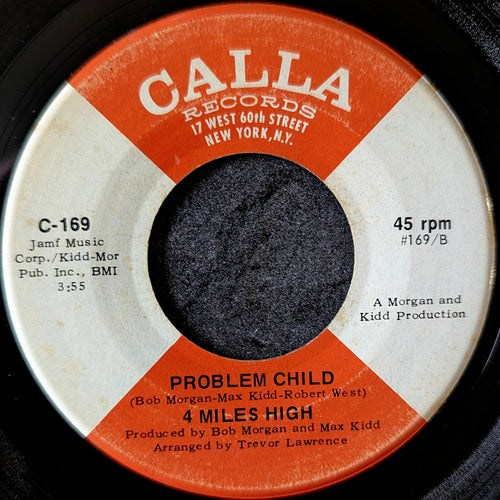 CALLA
RECORDS
17 WEST 60th STREET
NEW YORK, N.Y.
C-169
Jamf Music
Corp./Kidd-Mor
Pub. Inc., BMI
3:55
45 rpm
#169/B
A Morgan and
Kidd Production
PROBLEM CHILD
(Bob Morgan-Max Kidd-Robert West)
4 MILES HIGH
Produced by Bob Morgan and Max Kidd
Arranged by Trevor Lawrence